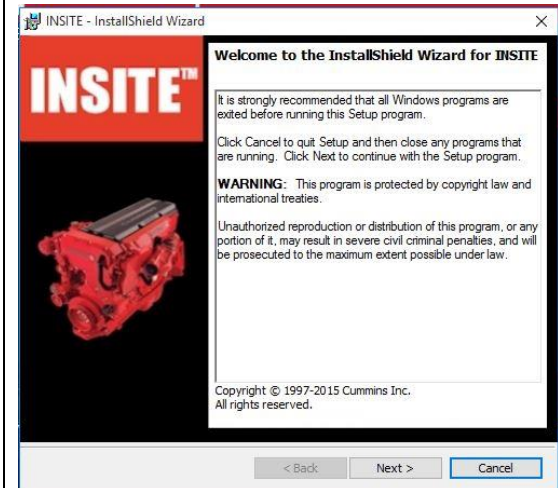 INSITE - InstallShield Wizard
INSITE™
Welcome to the InstallShield Wizard for INSITE
It is strongly recommended that all Windows programs are
exited before running this Setup program.
Click Cancel to quit Setup and then close any programs that
are running. Click Next to continue with the Setup program.
WARNING: This program is protected by copyright law and
international treaties.
Unauthorized reproduction or distribution of this program, or any
portion of it, may result in severe civil criminal penalties, and will
be prosecuted to the maximum extent possible under law.
Copyright © 1997-2015 Cummins Inc.
All rights reserved.
< Back
Next >
Cancel